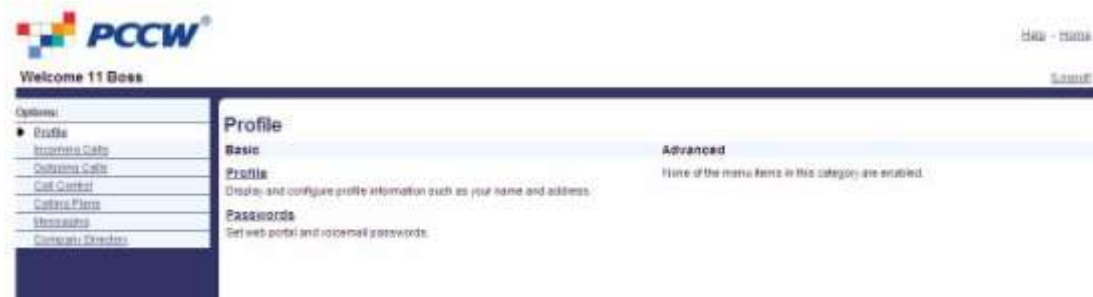 PCCW®
Help - Home
Welcome 11 Boss
Logout
Options:
Profile
Incoming Calls
Outgoing Calls
Call Control
Calling Plans
Messaging
Company Directory
Profile
Basic
Profile
Display and configure profile information such as your name and address.
Passwords
Set web portal and voicemail passwords.
Advanced
None of the menu items in this category are enabled.